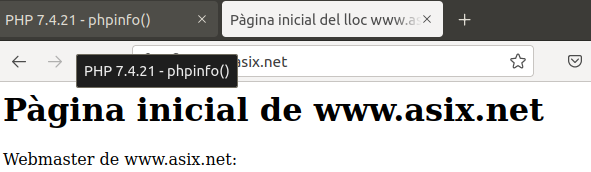 PHP 7.4.21 - phpinfo()
Pàgina inicial del lloc www.as
PHP 7.4.21 - phpinfo()
asix.net
Pàgina inicial de www.asix.net
Webmaster de www.asix.net: